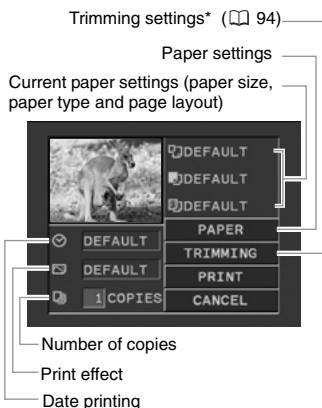 Trimming settings* ( 94)
Paper settings
Current paper settings (paper size,
paper type and page layout)
DEFAULT
DEFAULT
DEFAULT
PAPER
DEFAULT
TRIMMING
DEFAULT
PRINT
1 COPIES
CANCEL
Number of copies
Print effect
Date printing